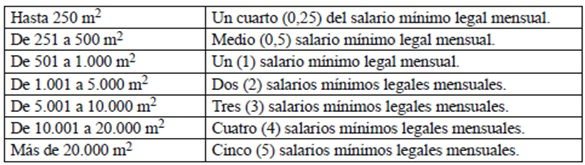 Hasta 250 m² Un cuarto (0,25) del salario mínimo legal mensual.
De 251 a 500 m² Medio (0,5) salario mínimo legal mensual.
De 501 a 1.000 m² Un (1) salario mínimo legal mensual.
De 1.001 a 5.000 m² Dos (2) salarios mínimos legales mensuales.
De 5.001 a 10.000 m² Tres (3) salarios mínimos legales mensuales.
De 10.001 a 20.000 m² Cuatro (4) salarios mínimos legales mensuales.
Más de 20.000 m² Cinco (5) salarios mínimos legales mensuales.